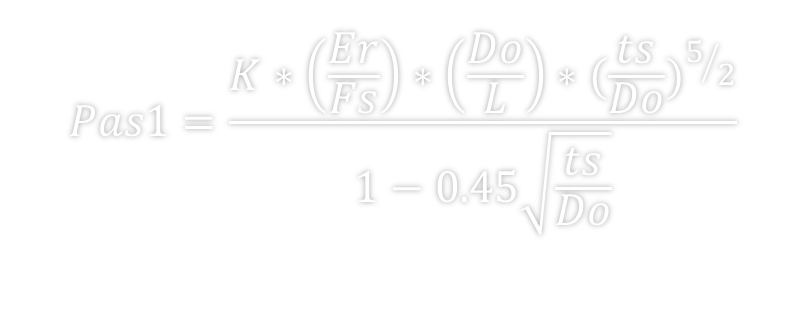 Pas1 = (K * (Er/Fs) * (Do/L) * (ts/Do)^5/2) / (1 − 0.45√(ts/Do))